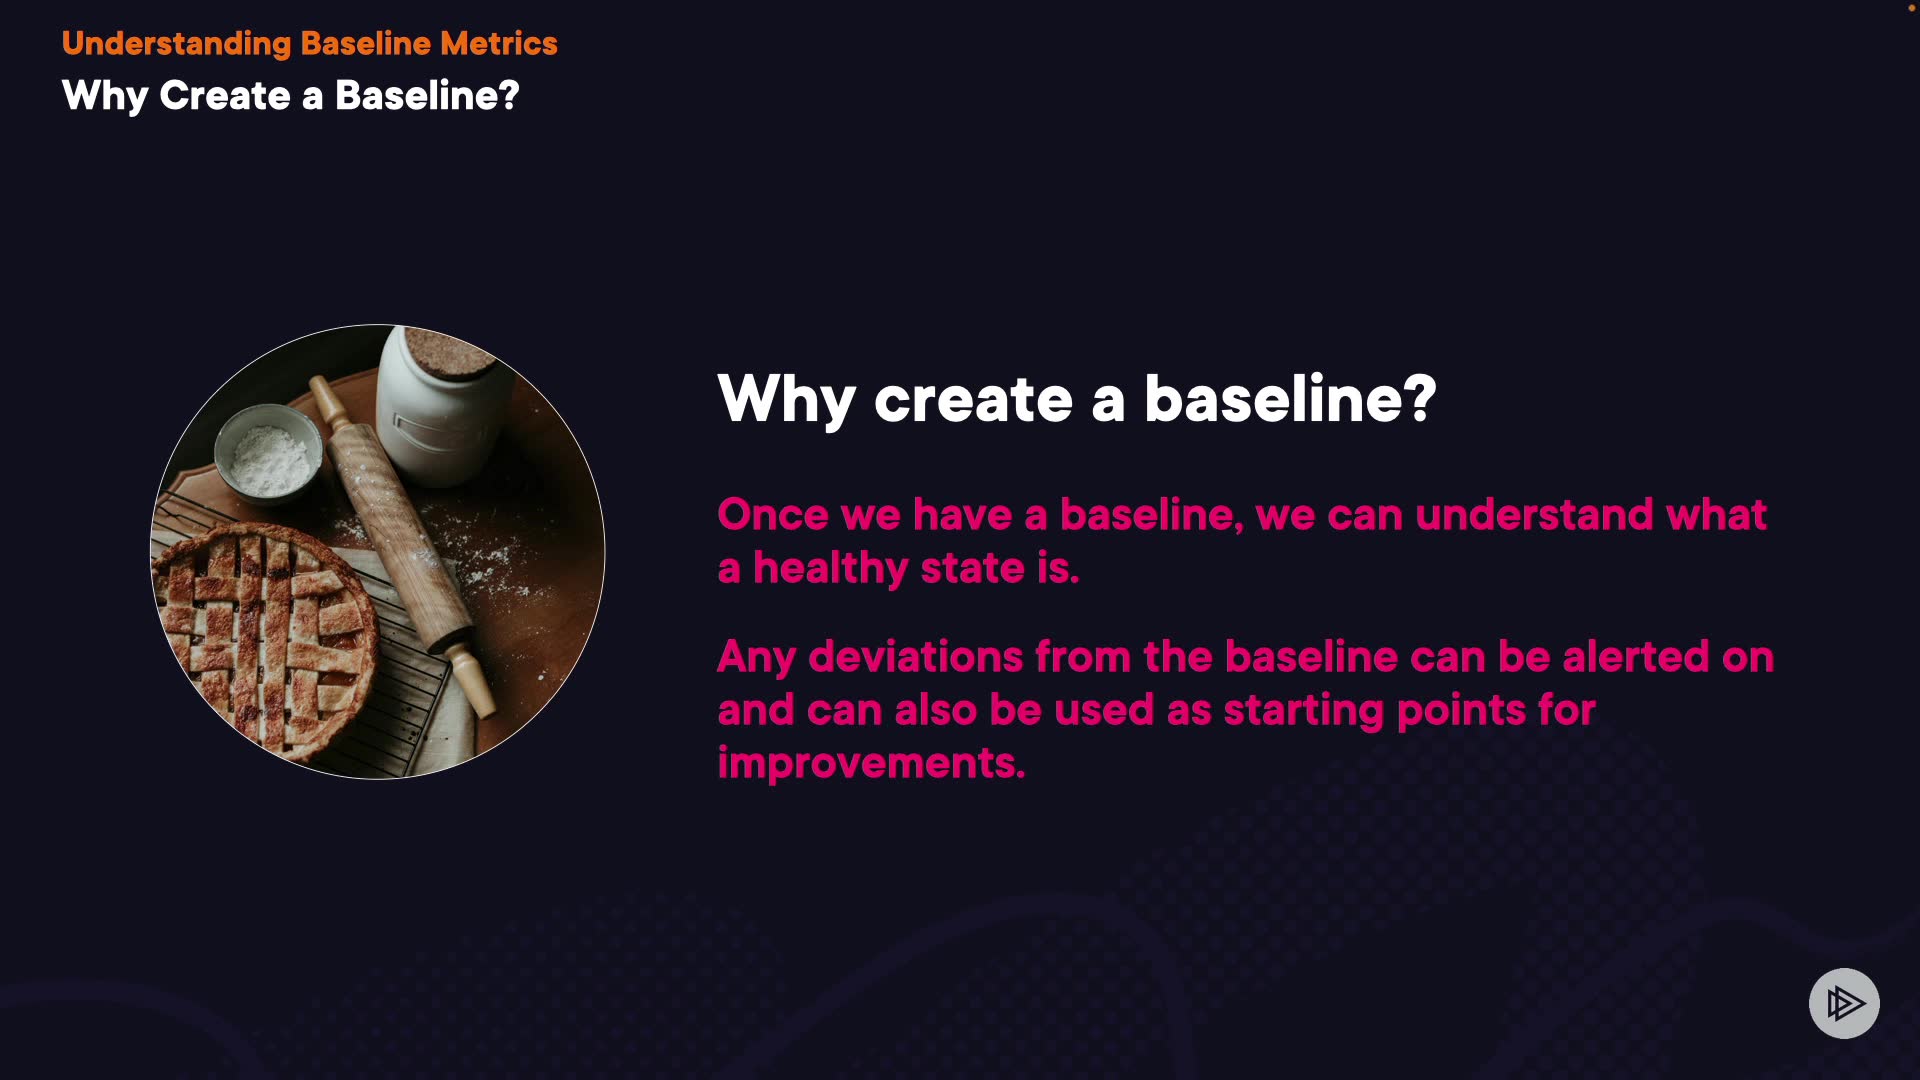 Understanding Baseline Metrics
Why Create a Baseline?
Why create a baseline?
Once we have a baseline, we can understand what
a healthy state is.
Any deviations from the baseline can be alerted on
and can also be used as starting points for
improvements.